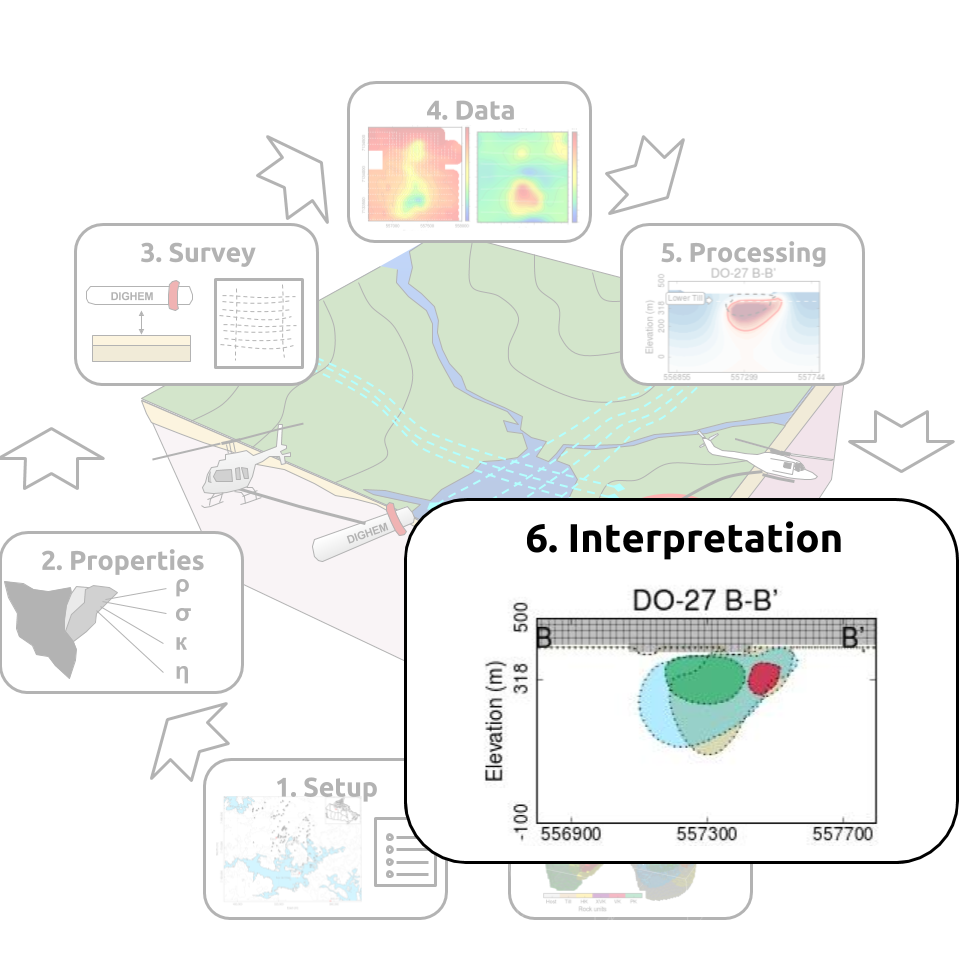 4. Data
3. Survey
DIGHEM
5. Processing
DO-27 B-B'
Lower Till
Elevation (m)
500
318
200
0
556855
557299
557744
2. Properties
ρ
σ
κ
η
DIGHEM
1. Setup
6. Interpretation
DO-27 B-B'
B
B'
Elevation (m)
500
318
-100
556900
557300
557700
Rock units